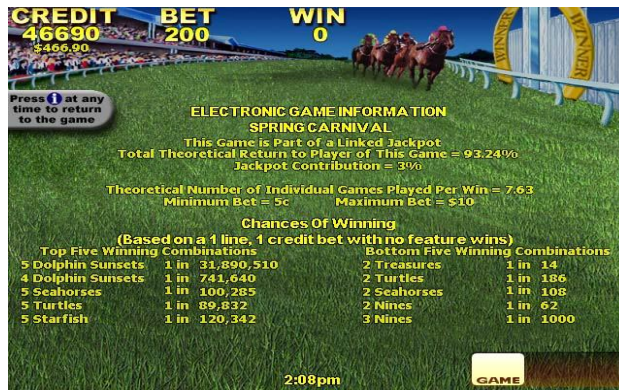 CREDIT BET WIN
46690 200 0
$466.90
WINNER
Press i at any
time to return
to the game
ELECTRONIC GAME INFORMATION
SPRING CARNIVAL
This Game is Part of a Linked Jackpot
Total Theoretical Return to Player of This Game = 93.24%
Jackpot Contribution = 3%
Theoretical Number of Individual Games Played Per Win = 7.63
Minimum Bet = 5c Maximum Bet = $10
Chances Of Winning
(Based on a 1 line, 1 credit bet with no feature wins)
Top Five Winning Combinations Bottom Five Winning Combinations
5 Dolphin Sunsets 1 in 31,890,510 2 Treasures 1 in 14
4 Dolphin Sunsets 1 in 741,640 2 Turtles 1 in 186
5 Seahorses 1 in 100,285 2 Seahorses 1 in 108
5 Turtles 1 in 89,832 2 Nines 1 in 62
5 Starfish 1 in 120,342 3 Nines 1 in 1000
2:08pm GAME